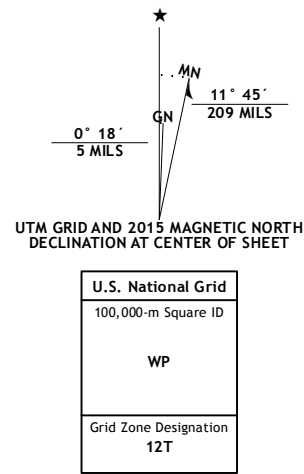 ★
MN
11° 45´
209 MILS
GN
0° 18´
5 MILS
UTM GRID AND 2015 MAGNETIC NORTH
DECLINATION AT CENTER OF SHEET
U.S. National Grid
100,000-m Square ID
WP
Grid Zone Designation
12T